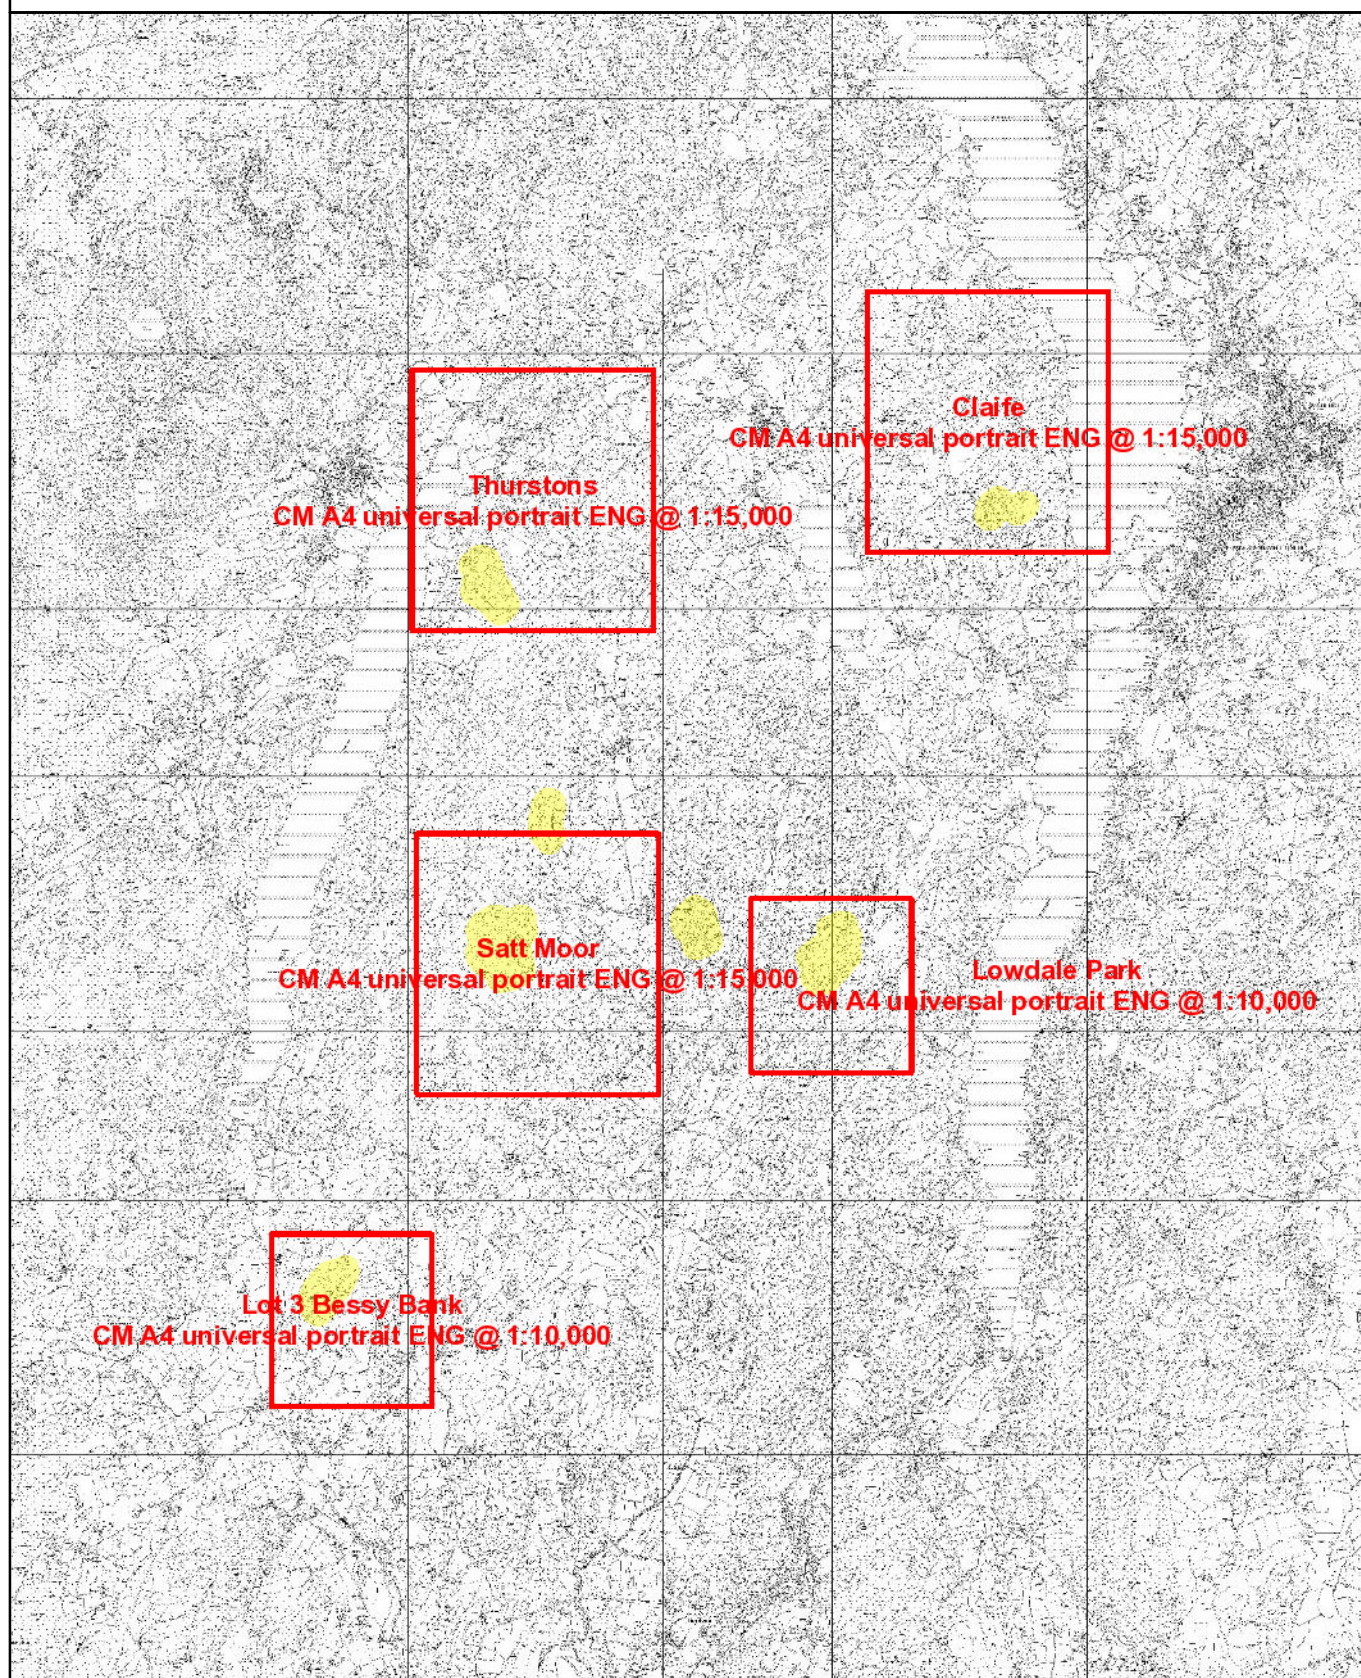 Claife
CM A4 universal portrait ENG @ 1:15,000
Thurstons
CM A4 universal portrait ENG @ 1:15,000
Satt Moor
CM A4 universal portrait ENG @ 1:15,000
Lowdale Park
CM A4 universal portrait ENG @ 1:10,000
Lot 3 Bessy Bank
CM A4 universal portrait ENG @ 1:10,000